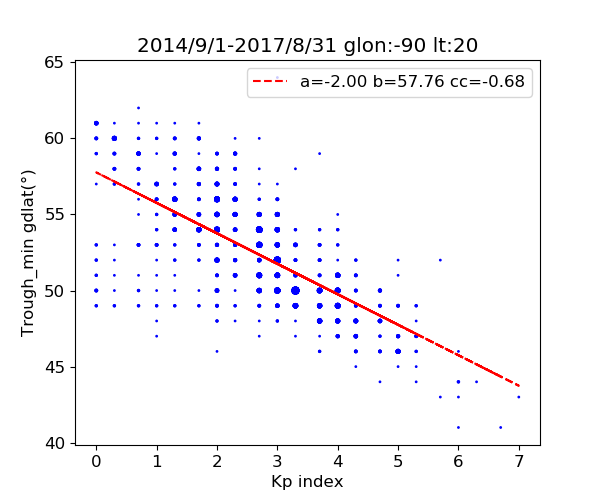 2014/9/1-2017/8/31 glon:-90 lt:20
a=-2.00 b=57.76 cc=-0.68
65
60
55
50
45
40
Trough_min gdlat(°)
0 1 2 3 4 5 6 7
Kp index